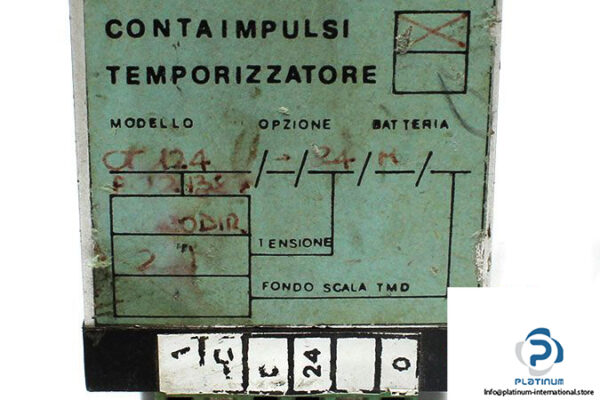 CONTAIMPULSI
TEMPORIZZATORE
MODELLO OPZIONE BATTERIA
CT 124 / - / 24 / M /
TENSIONE
FONDO SCALA TMD
1 C C 24 0
PLATINUM
Info@platinum-international.store